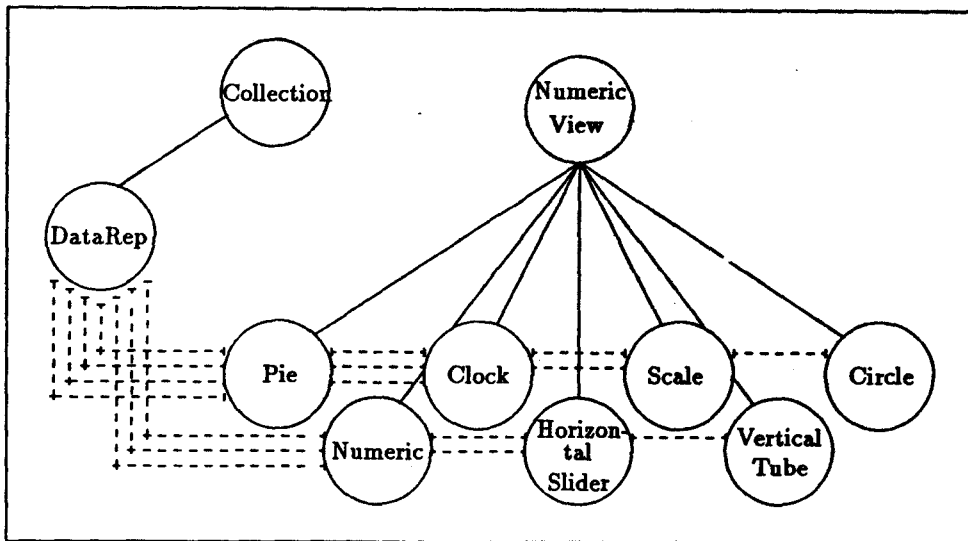 Collection
Numeric
View
DataRep
Pie
Clock
Scale
Circle
Numeric
Horizon-
tal
Slider
Vertical
Tube